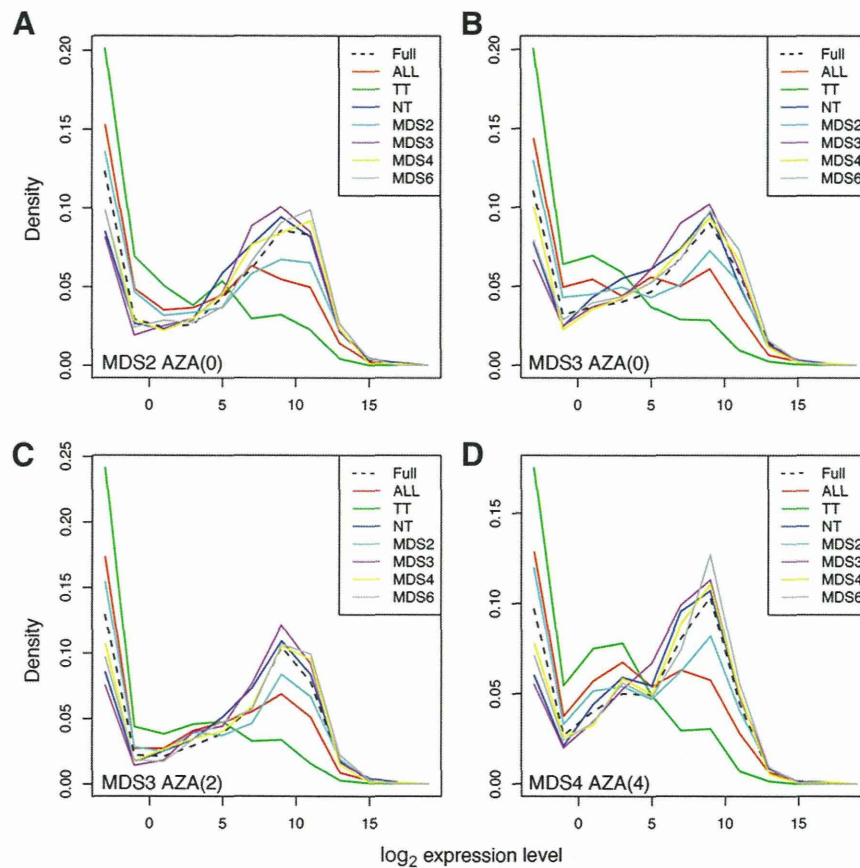 A
0.20
0.15
0.10
0.05
0.00
Density
Full
ALL
TT
NT
MDS2
MDS3
MDS4
MDS6
MDS2 AZA(0)
0 5 10 15
B
0.20
0.15
0.10
0.05
0.00
Full
ALL
TT
NT
MDS2
MDS3
MDS4
MDS6
MDS3 AZA(0)
0 5 10 15
C
0.25
0.20
0.15
0.10
0.05
0.00
Density
Full
ALL
TT
NT
MDS2
MDS3
MDS4
MDS6
MDS3 AZA(2)
0 5 10 15
D
0.15
0.10
0.05
0.00
Full
ALL
TT
NT
MDS2
MDS3
MDS4
MDS6
MDS4 AZA(4)
0 5 10 15
log2 expression level